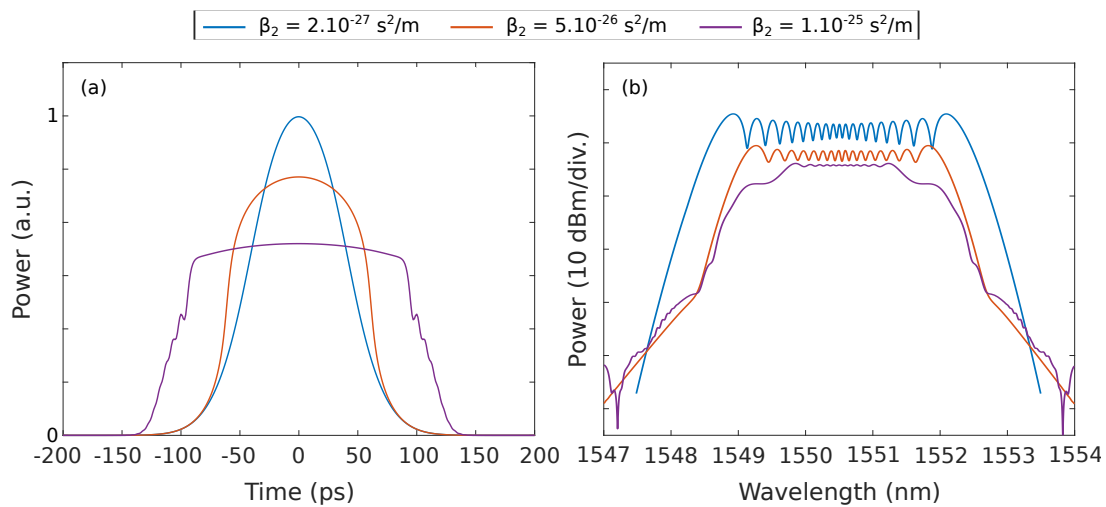 β₂ = 2.10⁻²⁷ s²/m β₂ = 5.10⁻²⁶ s²/m β₂ = 1.10⁻²⁵ s²/m
(a)
1
0
Power (a.u.)
-200 -150 -100 -50 0 50 100 150 200
Time (ps)
(b)
Power (10 dBm/div.)
1547 1548 1549 1550 1551 1552 1553 1554
Wavelength (nm)